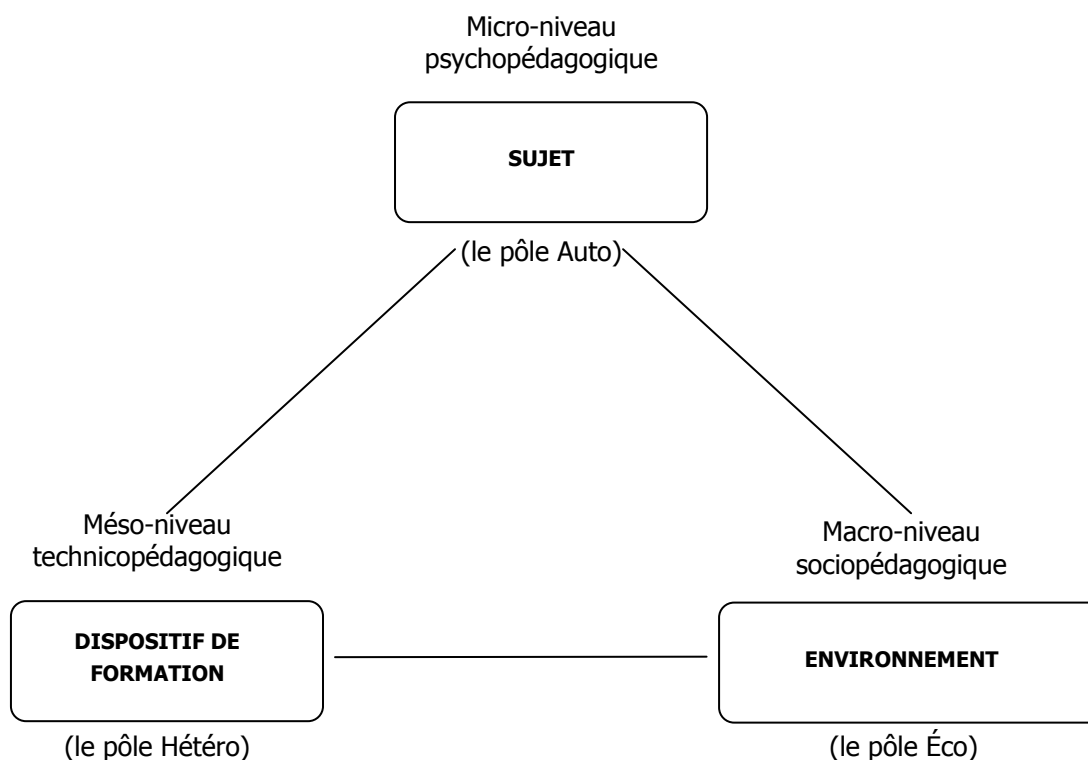 Micro-niveau
psychopédagogique
SUJET
(le pôle Auto)
Méso-niveau
technicopédagogique
DISPOSITIF DE
FORMATION
(le pôle Hétéro)
Macro-niveau
sociopédagogique
ENVIRONNEMENT
(le pôle Éco)